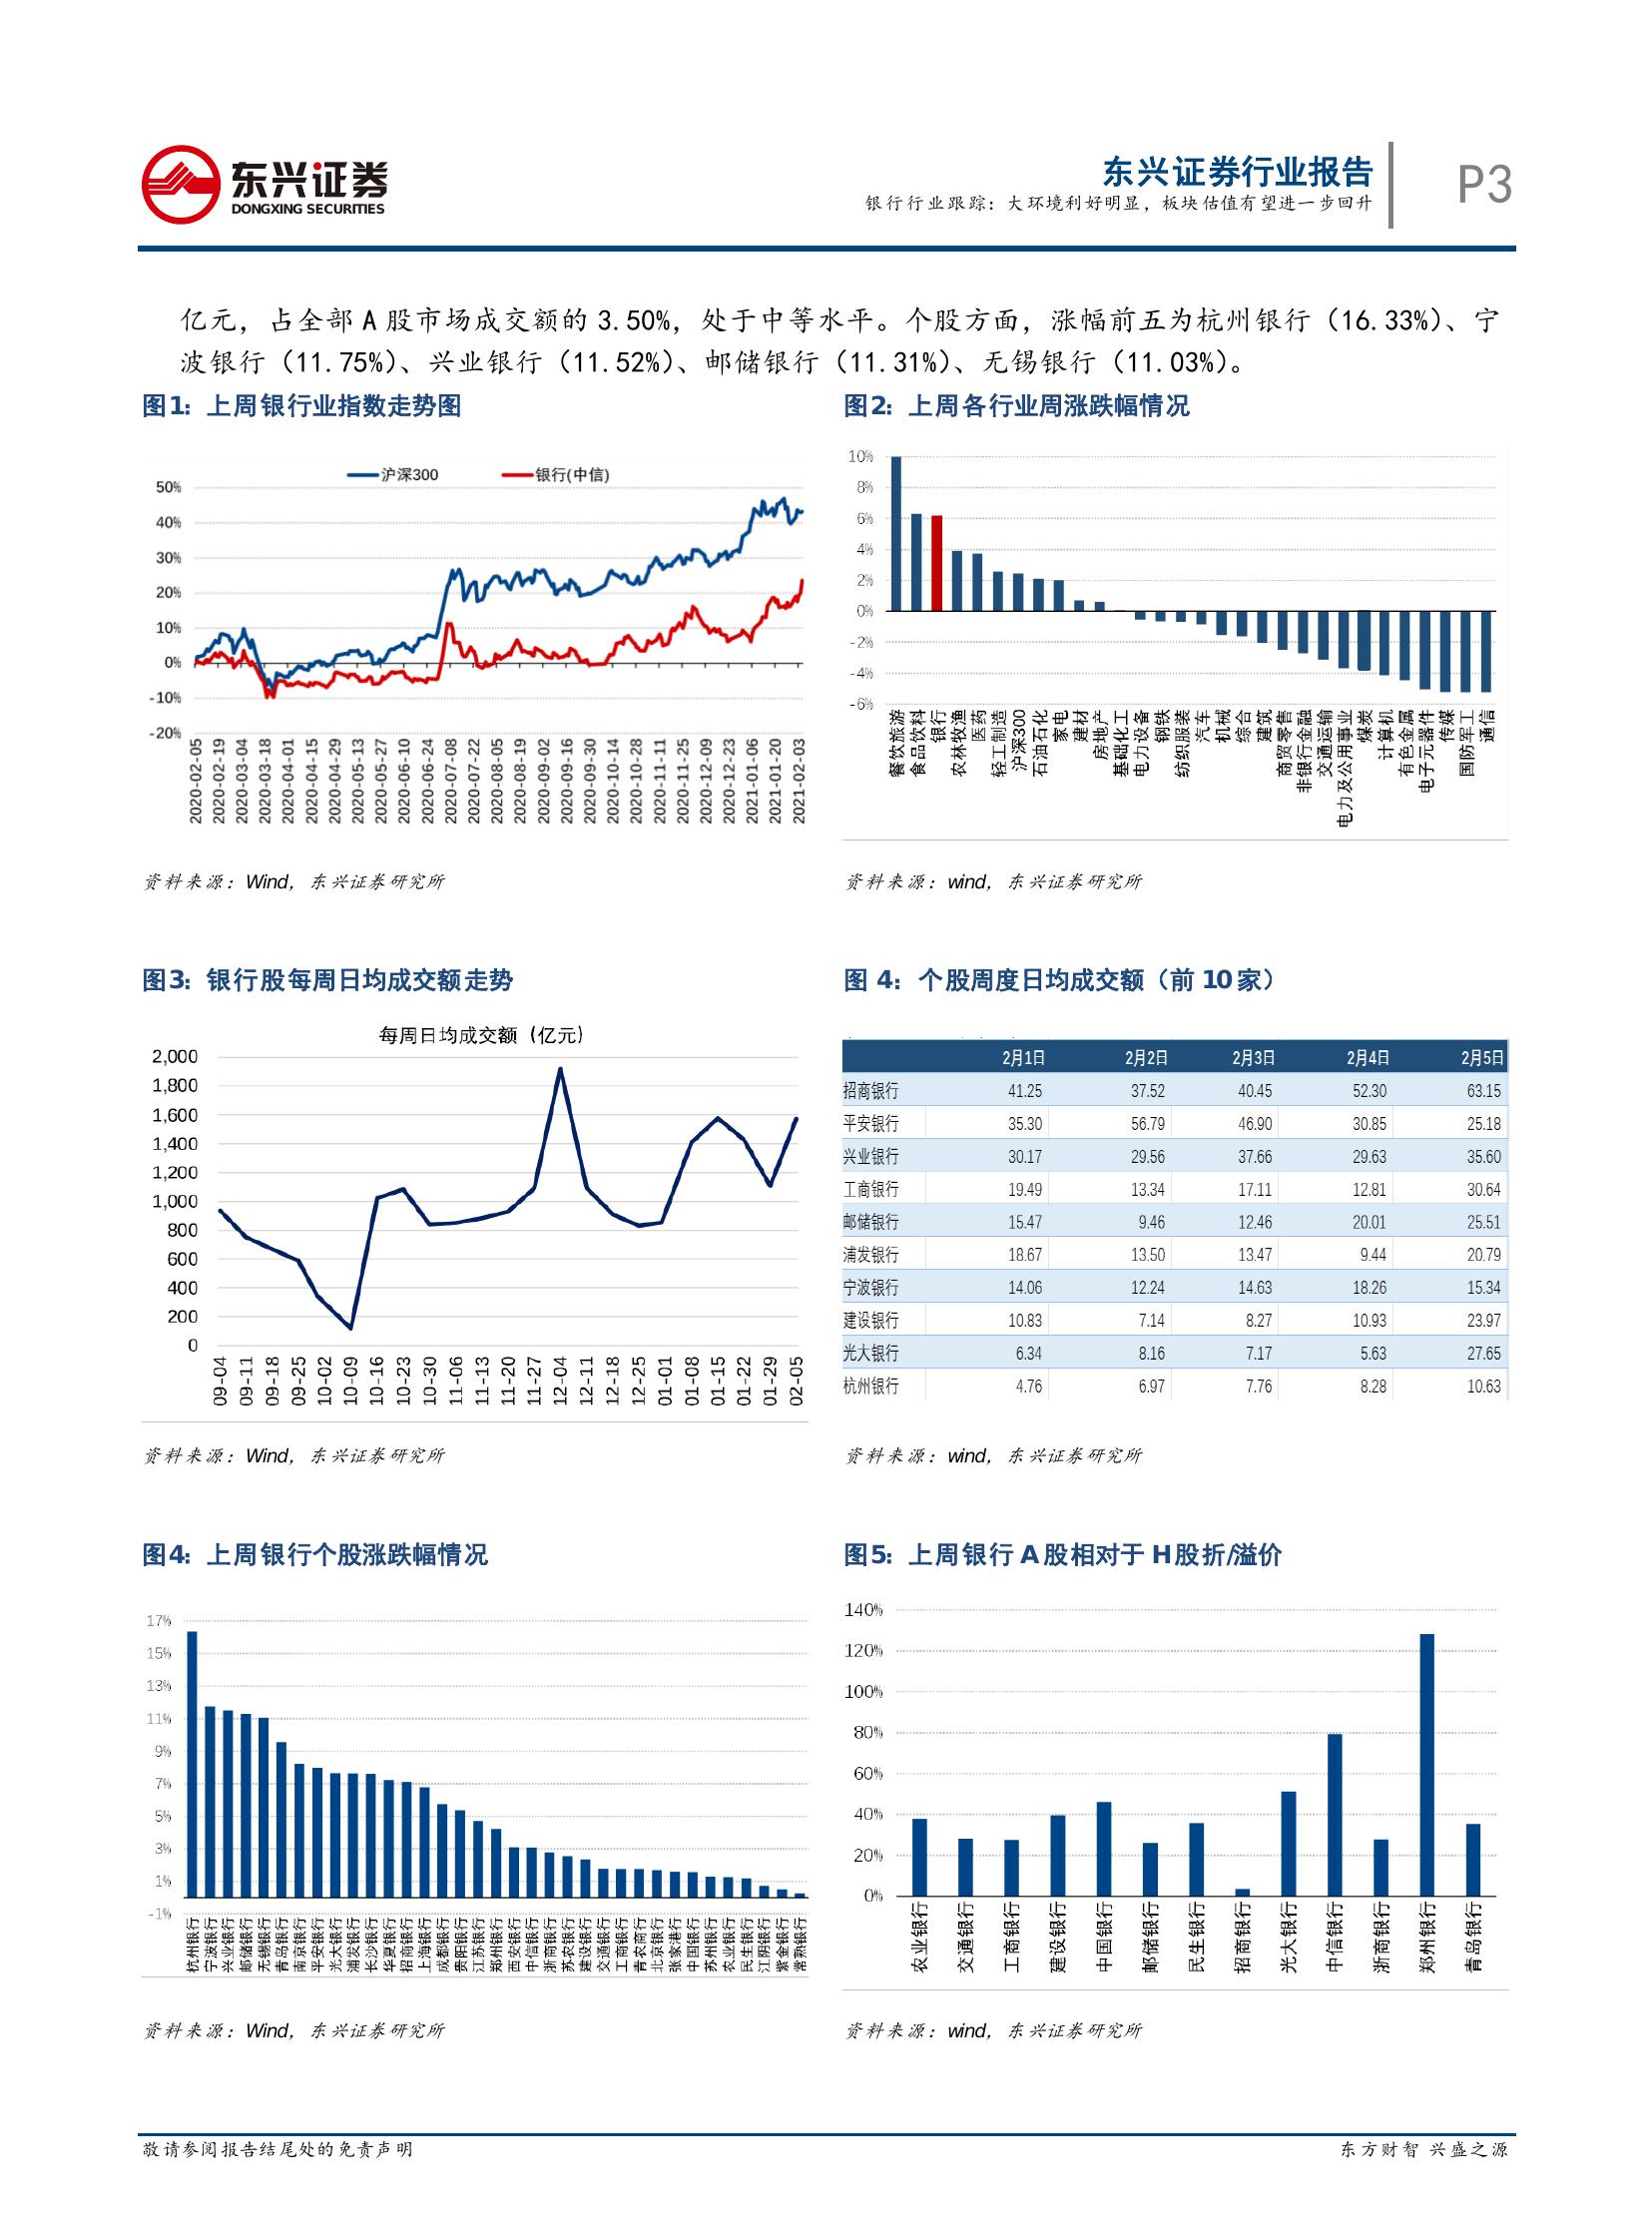 东兴证券
DONGXING SECURITIES
东兴证券行业报告
银行行业跟踪：大环境利好明显，板块估值有望进一步回升
P3
亿元，占全部 A 股市场成交额的 3.50%，处于中等水平。个股方面，涨幅前五为杭州银行（16.33%）、宁
波银行（11.75%）、兴业银行（11.52%）、邮储银行（11.31%）、无锡银行（11.03%）。
图1：上周银行业指数走势图
沪深300 银行(中信)
50%
40%
30%
20%
10%
0%
-10%
-20%
2020-02-05
2020-02-19
2020-03-04
2020-03-18
2020-04-01
2020-04-15
2020-04-29
2020-05-13
2020-05-27
2020-06-10
2020-06-24
2020-07-08
2020-07-22
2020-08-05
2020-08-19
2020-09-02
2020-09-16
2020-09-30
2020-10-14
2020-10-28
2020-11-11
2020-11-25
2020-12-09
2020-12-23
2021-01-06
2021-01-20
2021-02-03
资料来源：Wind，东兴证券研究所
图2：上周各行业周涨跌幅情况
10%
8%
6%
4%
2%
0%
-2%
-4%
-6%
餐饮旅游
食品饮料
银行
农林牧渔
医药
轻工制造
沪深300
石油石化
家电
建材
房地产
基础化工
电力设备
钢铁
纺织服装
汽车
机械
综合
建筑
商贸零售
非银行金融
交通运输
电力及公用事业
煤炭
计算机
有色金属
电子元器件
传媒
国防军工
通信
资料来源：wind，东兴证券研究所
图3：银行股每周日均成交额走势
每周日均成交额（亿元）
2,000
1,800
1,600
1,400
1,200
1,000
800
600
400
200
0
09-04
09-11
09-18
09-25
10-02
10-09
10-16
10-23
10-30
11-06
11-13
11-20
11-27
12-04
12-11
12-18
12-25
01-01
01-08
01-15
01-22
01-29
02-05
资料来源：Wind，东兴证券研究所
图 4：个股周度日均成交额（前 10 家）
2月1日 2月2日 2月3日 2月4日 2月5日
招商银行 41.25 37.52 40.45 52.30 63.15
平安银行 35.30 56.79 46.90 30.85 25.18
兴业银行 30.17 29.56 37.66 29.63 35.60
工商银行 19.49 13.34 17.11 12.81 30.64
邮储银行 15.47 9.46 12.46 20.01 25.51
浦发银行 18.67 13.50 13.47 9.44 20.79
宁波银行 14.06 12.24 14.63 18.26 15.34
建设银行 10.83 7.14 8.27 10.93 23.97
光大银行 6.34 8.16 7.17 5.63 27.65
杭州银行 4.76 6.97 7.76 8.28 10.63
资料来源：wind，东兴证券研究所
图4：上周银行个股涨跌幅情况
17%
15%
13%
11%
9%
7%
5%
3%
1%
-1%
杭州银行
宁波银行
兴业银行
邮储银行
无锡银行
青岛银行
南京银行
平安银行
光大银行
浦发银行
长沙银行
华夏银行
招商银行
上海银行
成都银行
贵阳银行
江苏银行
郑州银行
西安银行
中信银行
浙商银行
苏农银行
建设银行
交通银行
工商银行
青农商行
北京银行
张家港行
中国银行
苏州银行
农业银行
民生银行
江阴银行
紫金银行
常熟银行
资料来源：Wind，东兴证券研究所
图5：上周银行 A 股相对于 H 股折/溢价
140%
120%
100%
80%
60%
40%
20%
0%
农业银行
交通银行
工商银行
建设银行
中国银行
邮储银行
民生银行
招商银行
光大银行
中信银行
浙商银行
郑州银行
青岛银行
资料来源：wind，东兴证券研究所
敬请参阅报告结尾处的免责声明
东方财智 兴盛之源